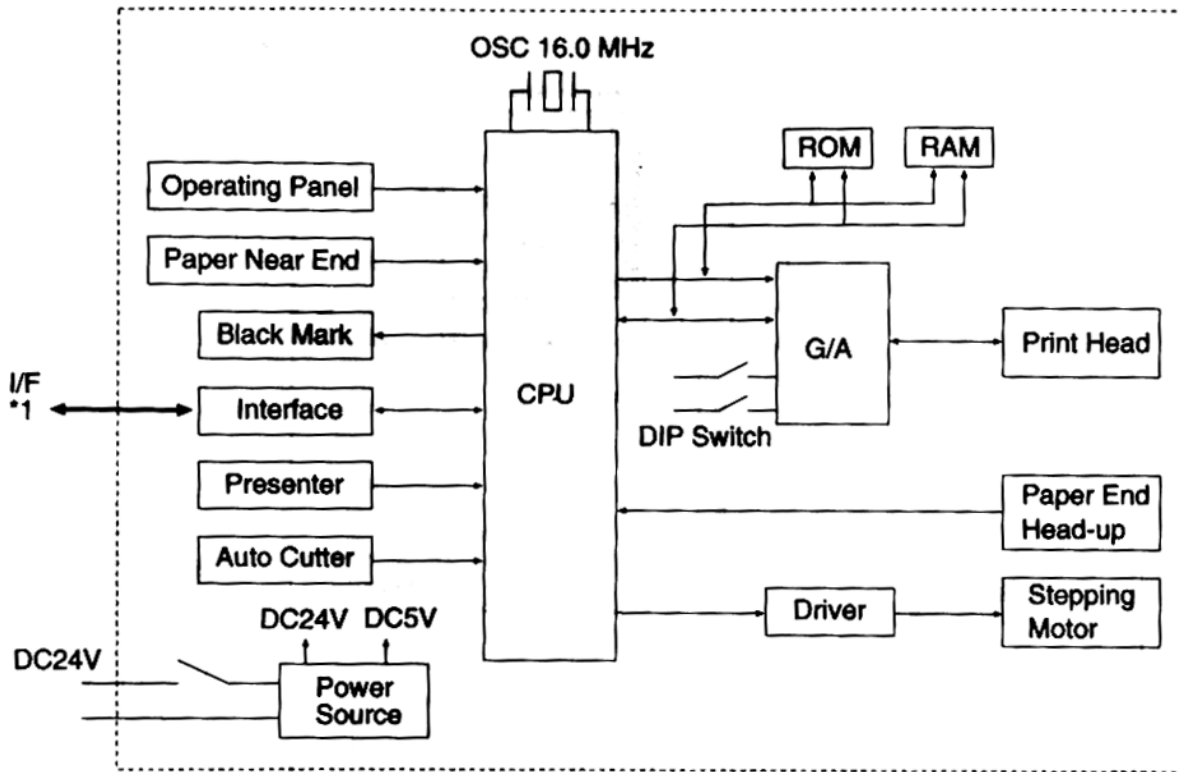 OSC 16.0 MHz
ROM
RAM
Operating Panel
Paper Near End
Black Mark
I/F
*1
Interface
Presenter
Auto Cutter
CPU
G/A
Print Head
DIP Switch
Paper End
Head-up
Driver
Stepping
Motor
DC24V
DC5V
DC24V
Power
Source